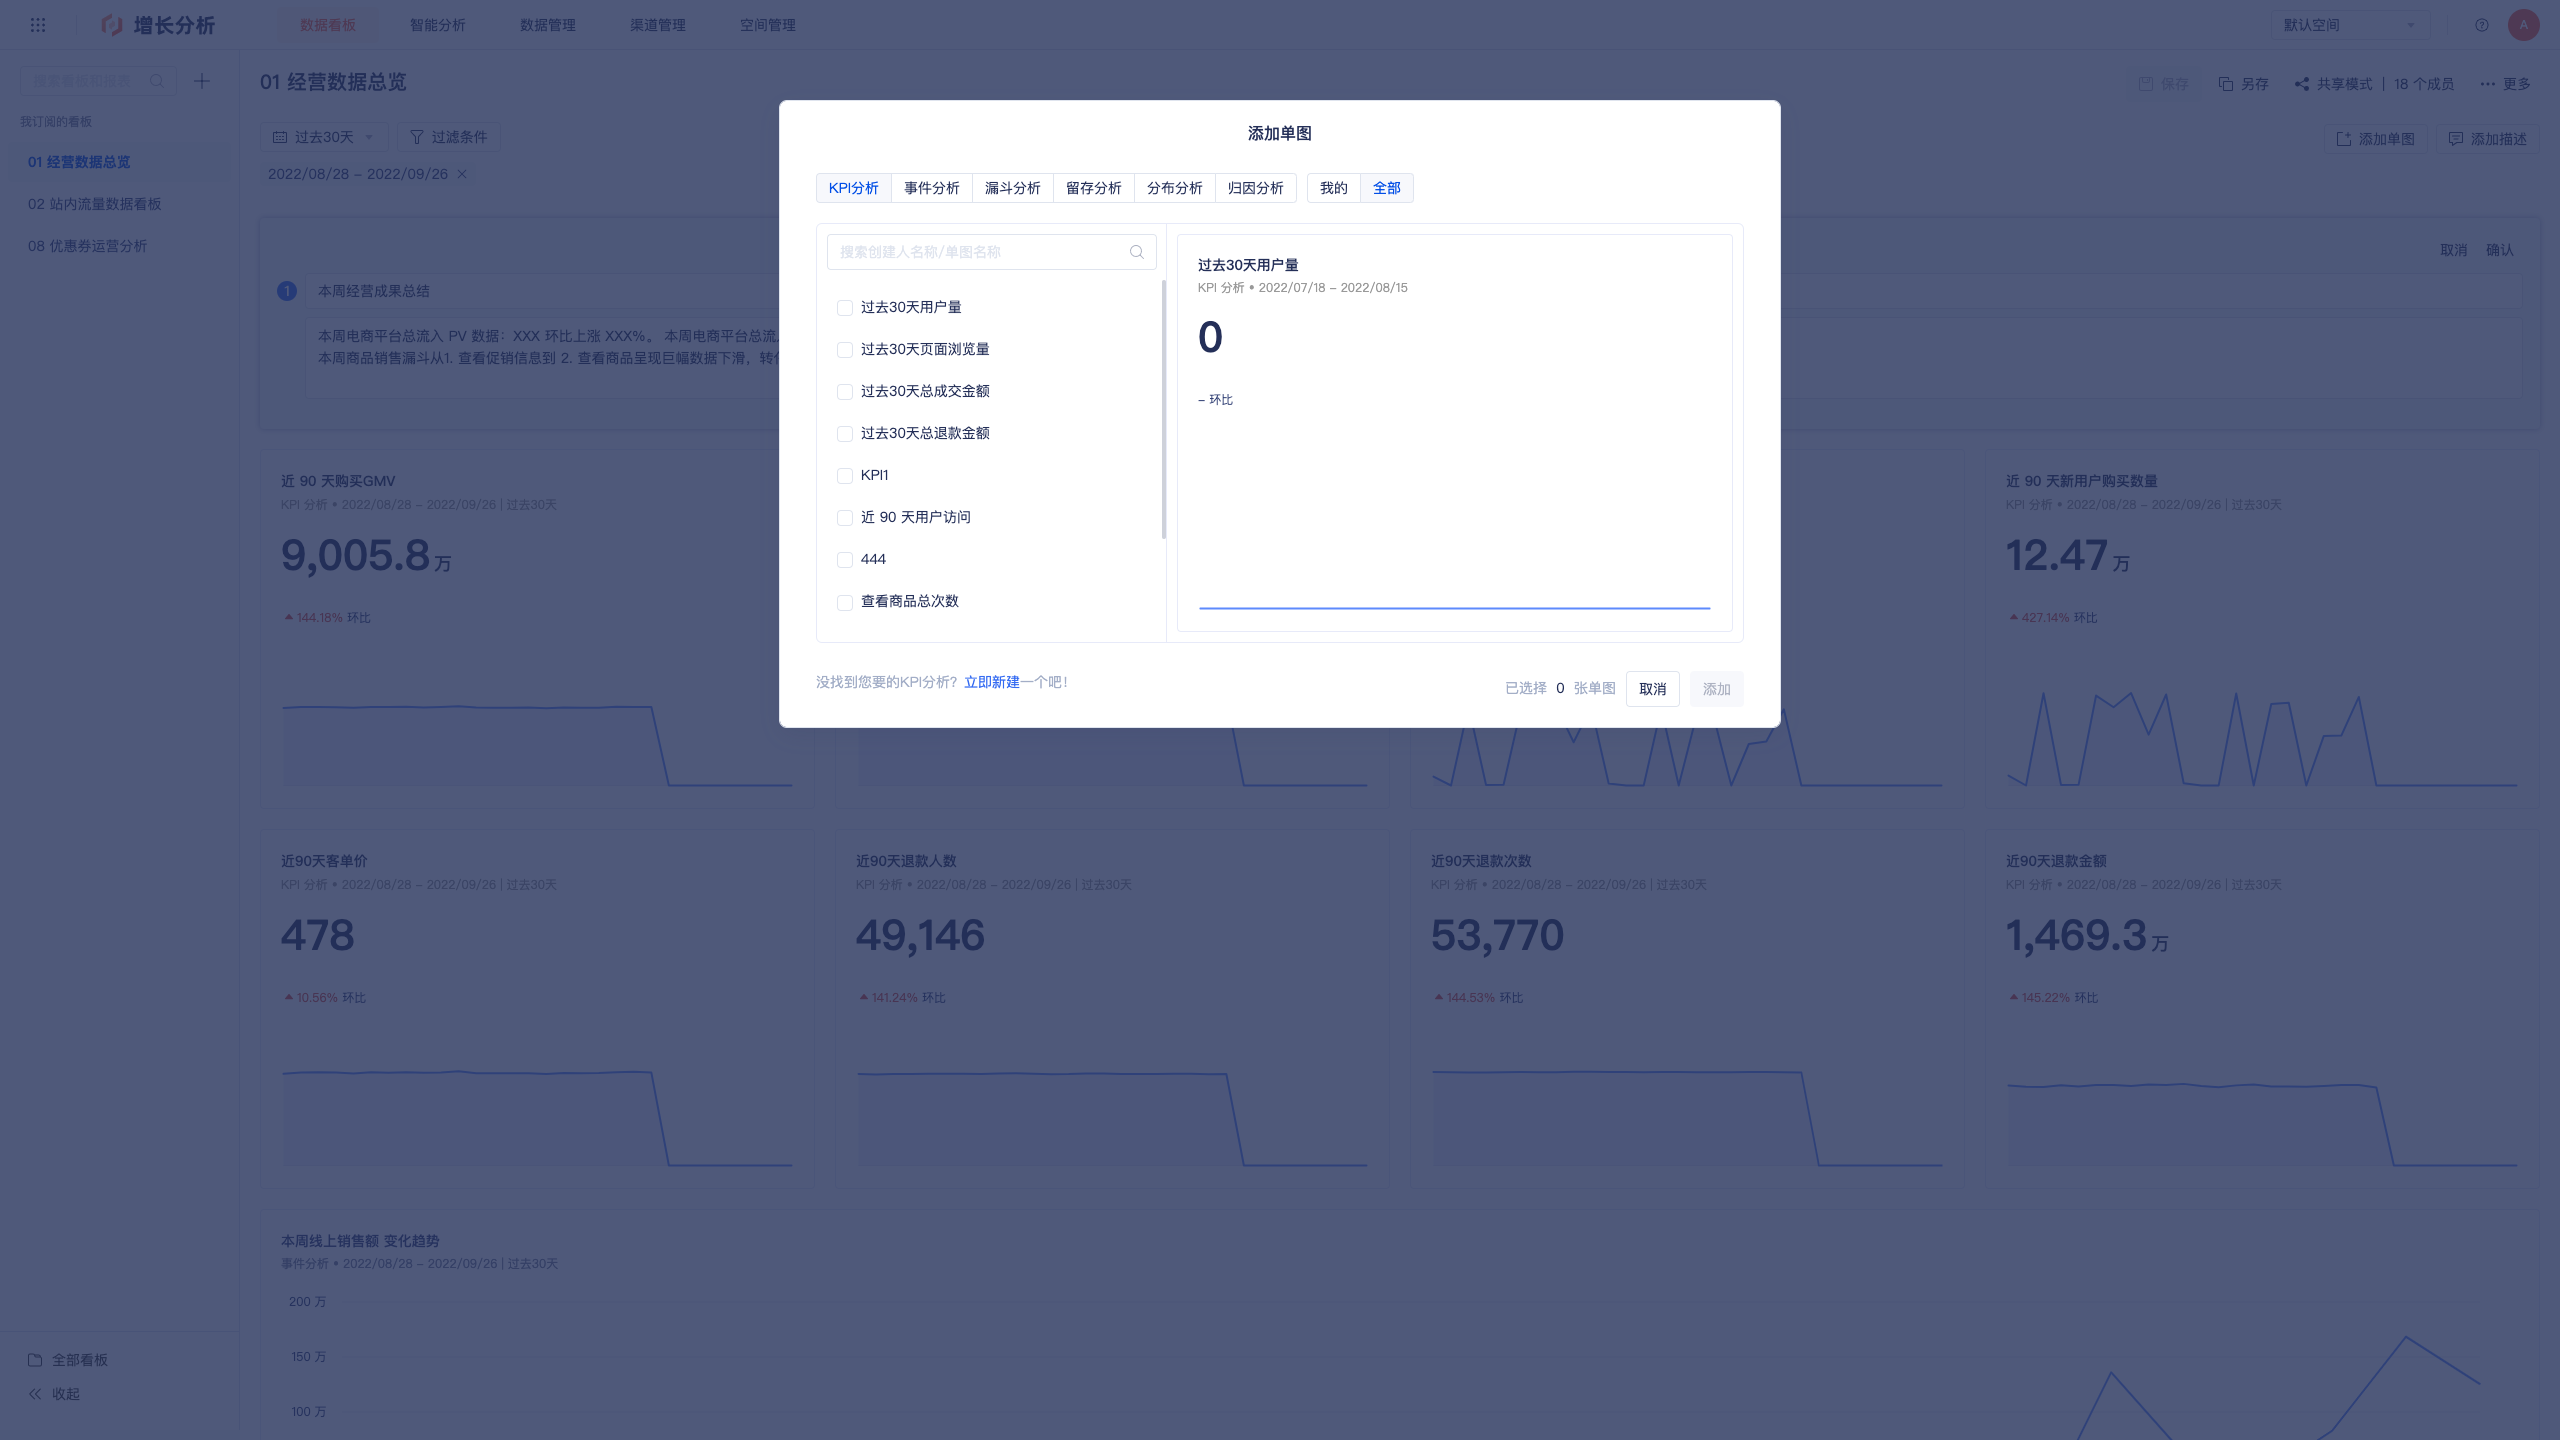 增长分析
数据看板
智能分析
数据管理
渠道管理
空间管理
默认空间
A
搜索看板和报表
我订阅的看板
01 经营数据总览
02 站内流量数据看板
08 优惠券运营分析
全部看板
收起
01 经营数据总览
保存
另存
共享模式 | 18 个成员
更多
过去30天
过滤条件
添加单图
添加描述
2022/08/28 – 2022/09/26
取消
确认
1
本周经营成果总结
本周电商平台总流入 PV 数据：XXX 环比上涨 XXX%。 本周电商平台总流
本周商品销售漏斗从1. 查看促销信息到 2. 查看商品呈现巨幅数据下滑，转
添加单图
KPI分析
事件分析
漏斗分析
留存分析
分布分析
归因分析
我的
全部
搜索创建人名称/单图名称
过去30天用户量
过去30天页面浏览量
过去30天总成交金额
过去30天总退款金额
KPI1
近 90 天用户访问
444
查看商品总次数
过去30天用户量
KPI 分析 • 2022/07/18 – 2022/08/15
0
– 环比
没找到您要的KPI分析？立即新建一个吧！
已选择 0 张单图
取消
添加
近 90 天购买GMV
KPI 分析 • 2022/08/28 – 2022/09/26 | 过去30天
9,005.8 万
144.18% 环比
近 90 天新用户购买数量
KPI 分析 • 2022/08/28 – 2022/09/26 | 过去30天
12.47 万
427.14% 环比
近90天客单价
KPI 分析 • 2022/08/28 – 2022/09/26 | 过去30天
478
10.56% 环比
近90天退款人数
KPI 分析 • 2022/08/28 – 2022/09/26 | 过去30天
49,146
141.24% 环比
近90天退款次数
KPI 分析 • 2022/08/28 – 2022/09/26 | 过去30天
53,770
144.53% 环比
近90天退款金额
KPI 分析 • 2022/08/28 – 2022/09/26 | 过去30天
1,469.3 万
145.22% 环比
本周线上销售额 变化趋势
事件分析 • 2022/08/28 – 2022/09/26 | 过去30天
200 万
150 万
100 万